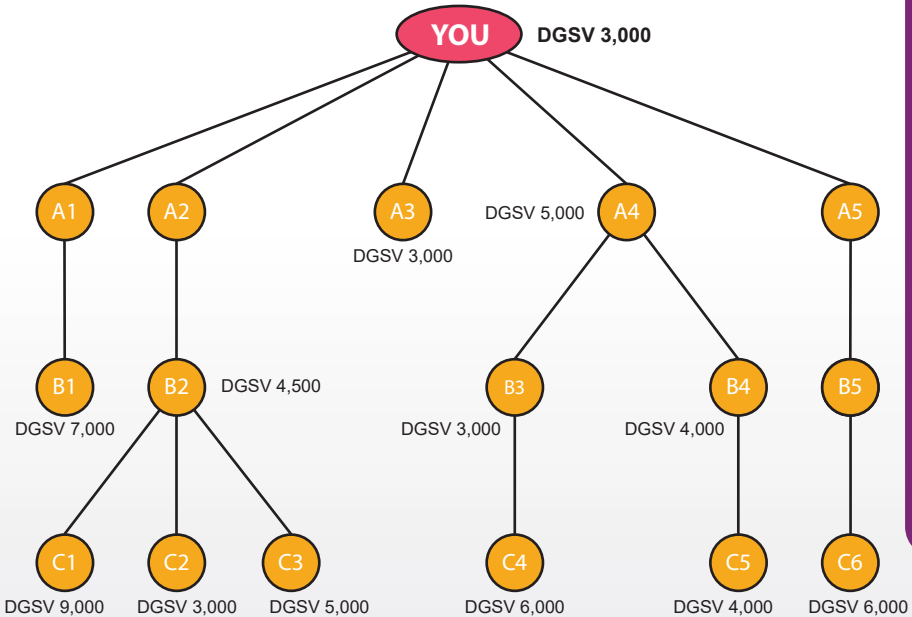 YOU DGSV 3,000
A1 A2 A3 DGSV 5,000 A4 A5
DGSV 3,000
B1 B2 DGSV 4,500 B3 B4 B5
DGSV 7,000 DGSV 3,000 DGSV 4,000
C1 C2 C3 C4 C5 C6
DGSV 9,000 DGSV 3,000 DGSV 5,000 DGSV 6,000 DGSV 4,000 DGSV 6,000